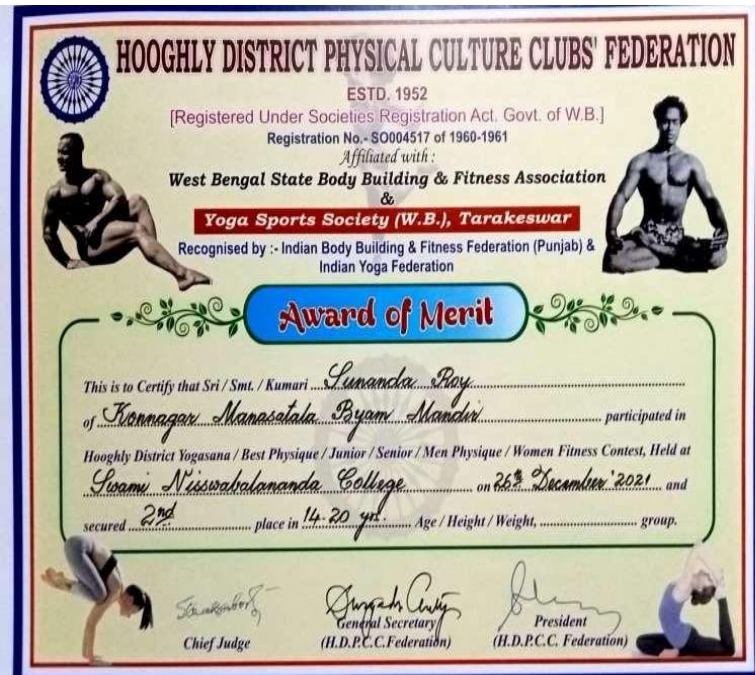 HOOGHLY DISTRICT PHYSICAL CULTURE CLUBS' FEDERATION
ESTD. 1952
[Registered Under Societies Registration Act. Govt. of W.B.]
Registration No.- SO004517 of 1960-1961
Affiliated with :
West Bengal State Body Building & Fitness Association
&
Yoga Sports Society (W.B.), Tarakeswar
Recognised by :- Indian Body Building & Fitness Federation (Punjab) &
Indian Yoga Federation
Award of Merit
This is to Certify that Sri / Smt. / Kumari Sunanda Roy
of Konnagar Manasatala Byam Mandir participated in
Hooghly District Yogasana / Best Physique / Junior / Senior / Men Physique / Women Fitness Contest, Held at
Swami Nisswabalananda College on 26th December '2021 and
secured 2nd place in 14-20 yrs. Age / Height / Weight, group.
Chief Judge
General Secretary
(H.D.P.C.C.Federation)
President
(H.D.P.C.C. Federation)